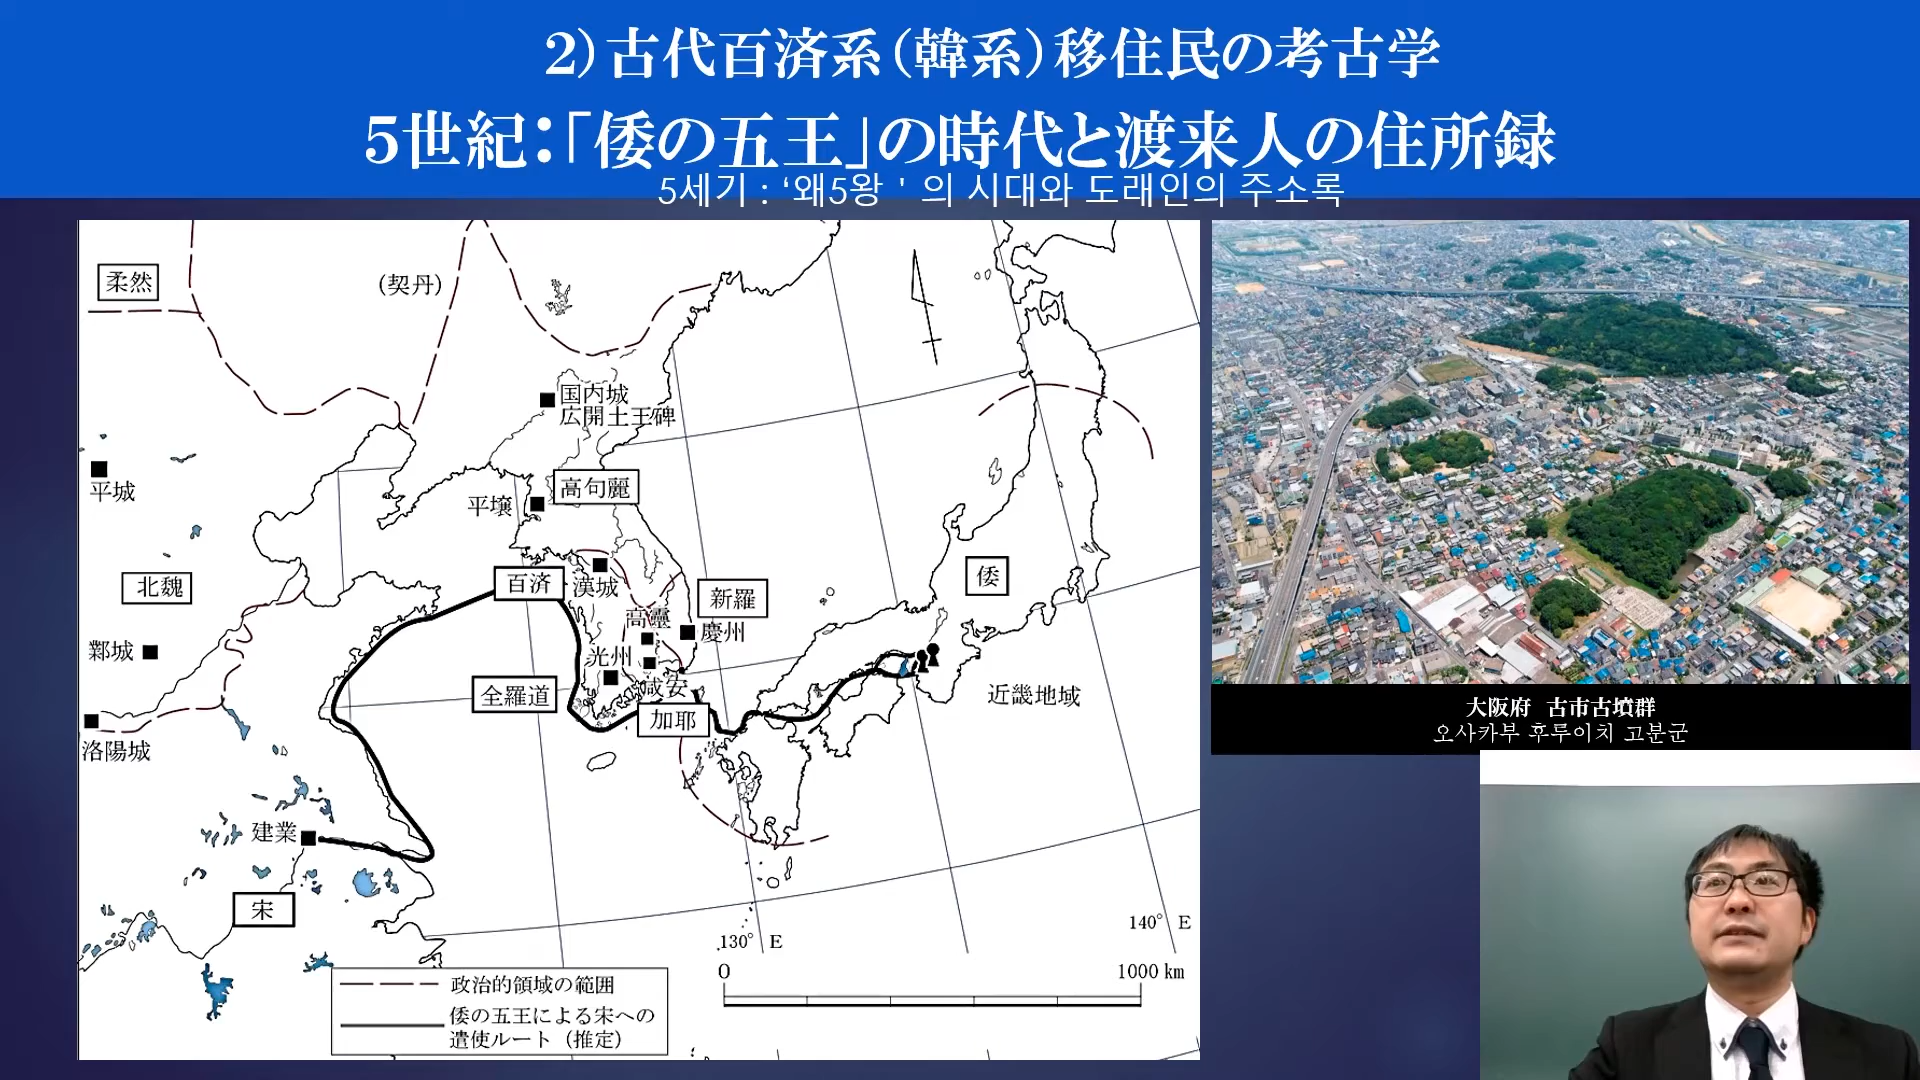 2）古代百済系（韓系）移住民の考古学
5世紀：「倭の五王」の時代と渡来人の住所録
5세기 : ‘왜5왕 ' 의 시대와 도래인의 주소록
柔然
(契丹)
国内城
広開土王碑
平城
平壌
高句麗
北魏
百済
漢城
新羅
倭
高靈
慶州
鄴城
光州
咸安
全羅道
加耶
近畿地域
洛陽城
建業
宋
130° E
140° E
0
1000 km
政治的領域の範囲
倭の五王による宋への
遣使ルート（推定）
大阪府　古市古墳群
오사카부 후루이치 고분군